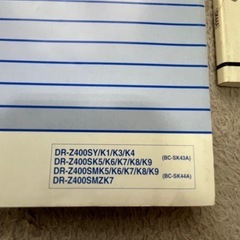 DR-Z400SY/K1/K3/K4
DR-Z400SK5/K6/K7/K8/K9 (BC-SK43A)
DR-Z400SMK5/K6/K7/K8/K9
DR-Z400SMZK7 (BC-SK44A)